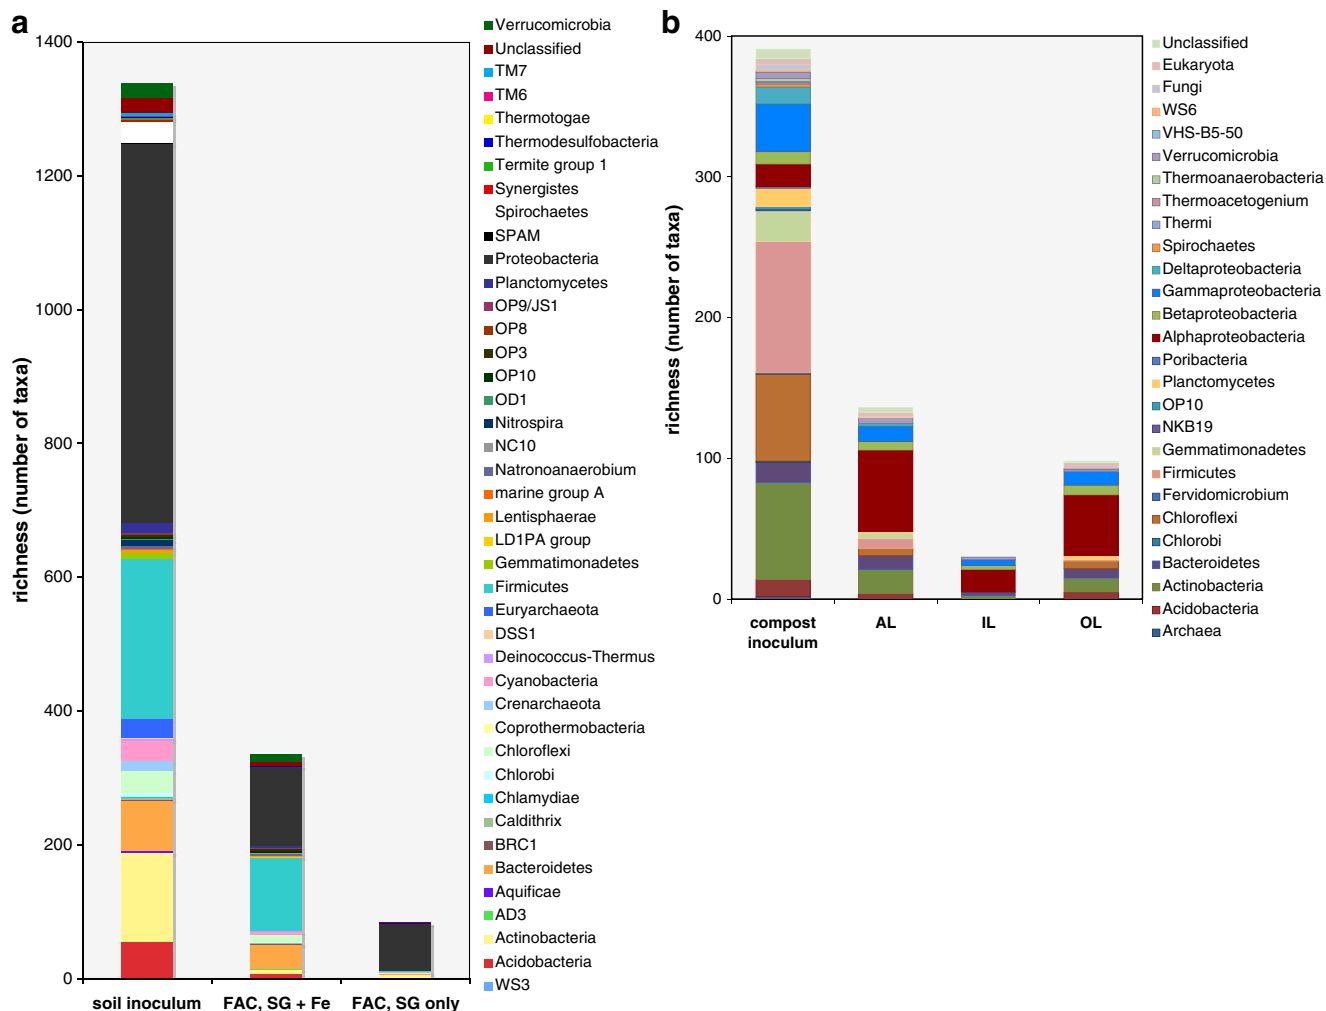 a
richness (number of taxa)
1400
1200
1000
800
600
400
200
0
soil inoculum
FAC, SG + Fe
FAC, SG only
Verrucomicrobia
Unclassified
TM7
TM6
Thermotogae
Thermodesulfobacteria
Termite group 1
Synergistes
Spirochaetes
SPAM
Proteobacteria
Planctomycetes
OP9/JS1
OP8
OP3
OP10
OD1
Nitrospira
NC10
Natronoanaerobium
marine group A
Lentisphaerae
LD1PA group
Gemmatimonadetes
Firmicutes
Euryarchaeota
DSS1
Deinococcus-Thermus
Cyanobacteria
Crenarchaeota
Coprothermobacteria
Chloroflexi
Chlorobi
Chlamydiae
Caldithrix
BRC1
Bacteroidetes
Aquificae
AD3
Actinobacteria
Acidobacteria
WS3
b
richness (number of taxa)
400
300
200
100
0
compost
inoculum
AL
IL
OL
Unclassified
Eukaryota
Fungi
WS6
VHS-B5-50
Verrucomicrobia
Thermoanaerobacteria
Thermoacetogenium
Thermi
Spirochaetes
Deltaproteobacteria
Gammaproteobacteria
Betaproteobacteria
Alphaproteobacteria
Poribacteria
Planctomycetes
OP10
NKB19
Gemmatimonadetes
Firmicutes
Fervidomicrobium
Chloroflexi
Chlorobi
Bacteroidetes
Actinobacteria
Acidobacteria
Archaea